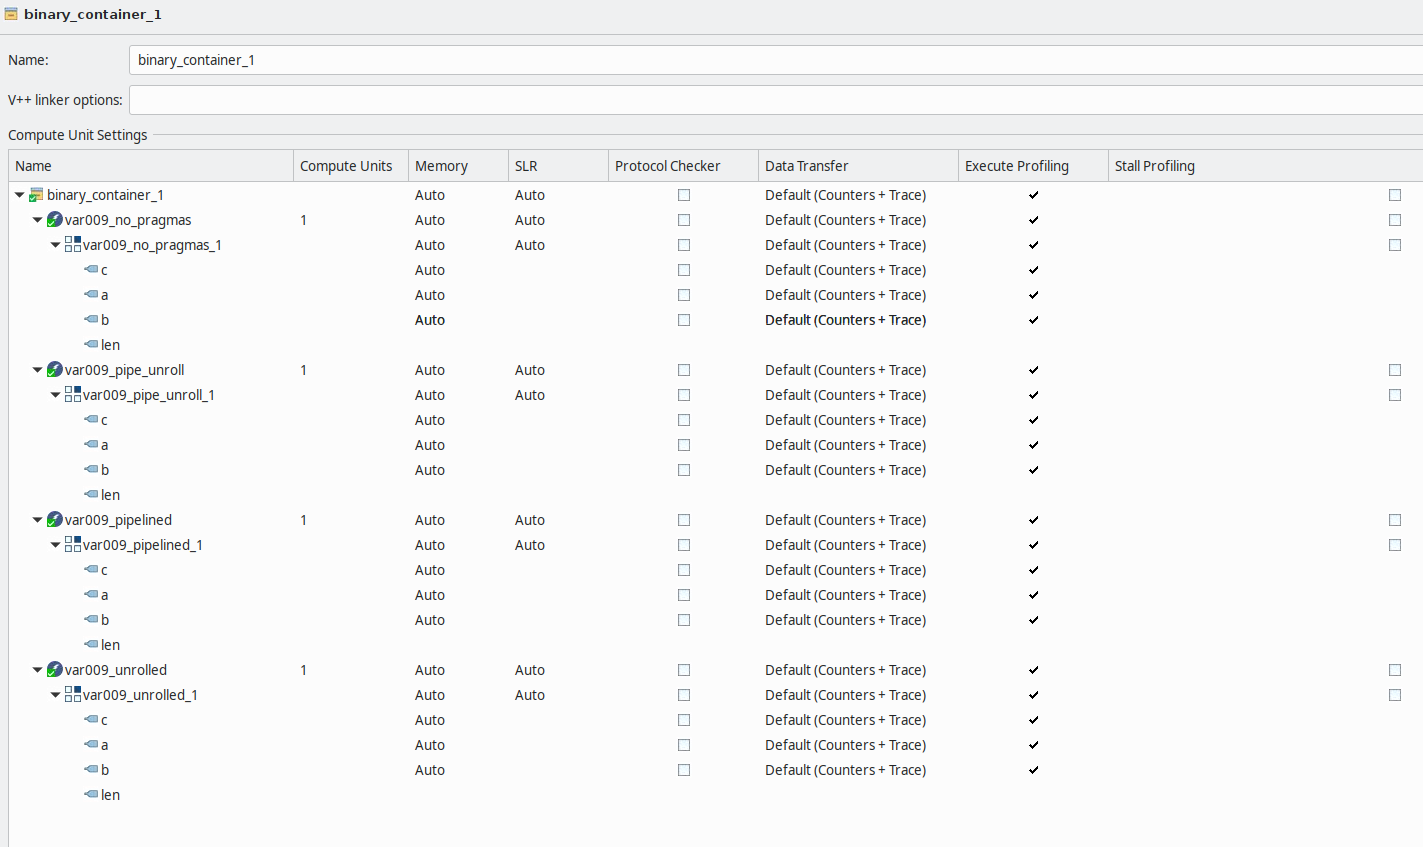 binary_container_1
Name: binary_container_1
V++ linker options:
Compute Unit Settings
Name Compute Units Memory SLR Protocol Checker Data Transfer Execute Profiling Stall Profiling
binary_container_1 Auto Auto Default (Counters + Trace)
var009_no_pragmas 1 Auto Auto Default (Counters + Trace)
var009_no_pragmas_1 Auto Auto Default (Counters + Trace)
c Auto Default (Counters + Trace)
a Auto Default (Counters + Trace)
b Auto Default (Counters + Trace)
len
var009_pipe_unroll 1 Auto Auto Default (Counters + Trace)
var009_pipe_unroll_1 Auto Auto Default (Counters + Trace)
c Auto Default (Counters + Trace)
a Auto Default (Counters + Trace)
b Auto Default (Counters + Trace)
len
var009_pipelined 1 Auto Auto Default (Counters + Trace)
var009_pipelined_1 Auto Auto Default (Counters + Trace)
c Auto Default (Counters + Trace)
a Auto Default (Counters + Trace)
b Auto Default (Counters + Trace)
len
var009_unrolled 1 Auto Auto Default (Counters + Trace)
var009_unrolled_1 Auto Auto Default (Counters + Trace)
c Auto Default (Counters + Trace)
a Auto Default (Counters + Trace)
b Auto Default (Counters + Trace)
len